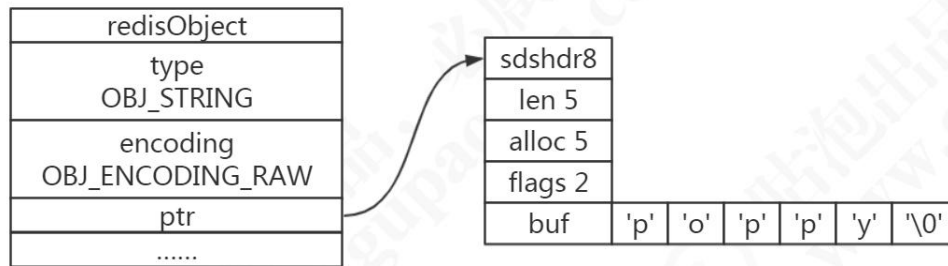 redisObject
type
OBJ_STRING
encoding
OBJ_ENCODING_RAW
ptr
......
sdshdr8
len 5
alloc 5
flags 2
buf 'p' 'o' 'p' 'p' 'y' '\0'